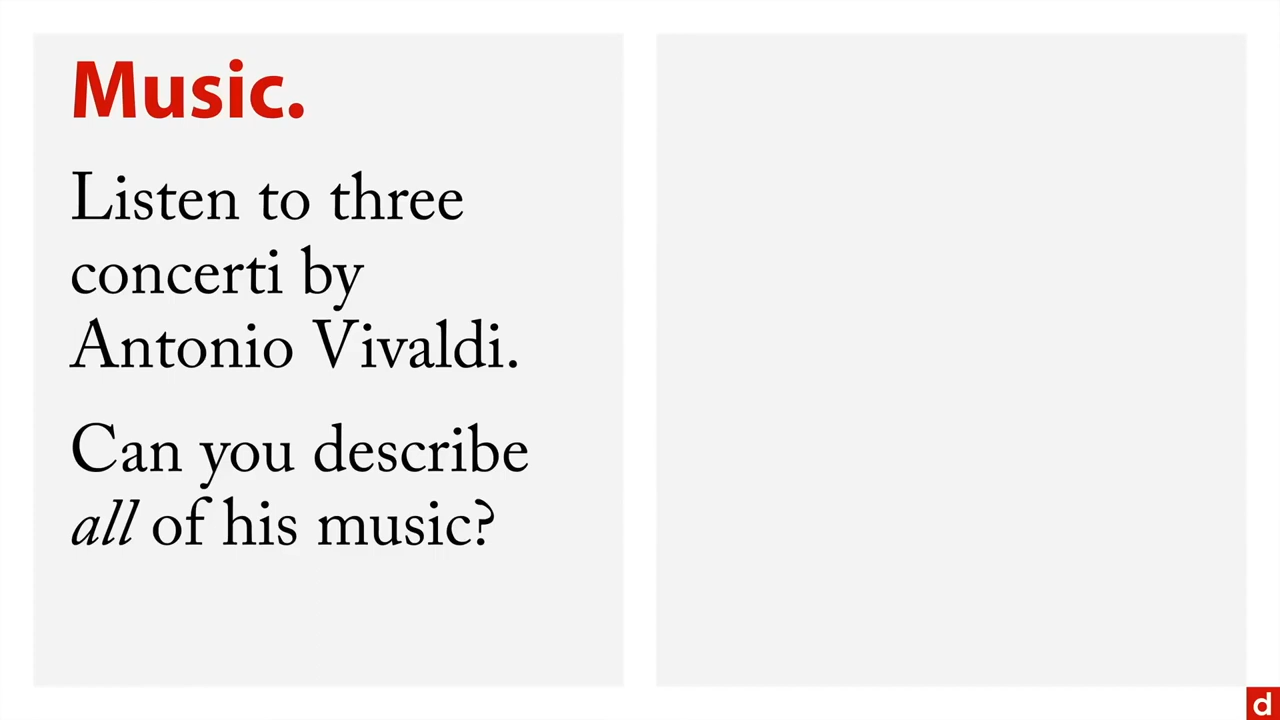 Music.
Listen to three
concerti by
Antonio Vivaldi.
Can you describe
all of his music?
d